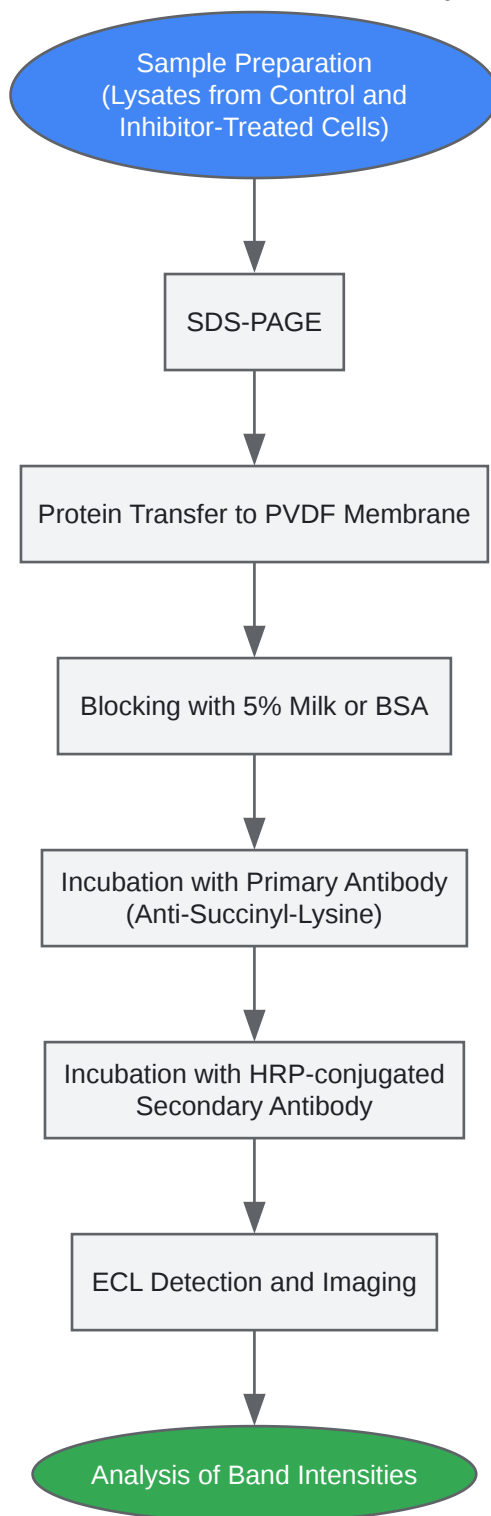 Sample Preparation
(Lysates from Control and
Inhibitor-Treated Cells)
SDS-PAGE
Protein Transfer to PVDF Membrane
Blocking with 5% Milk or BSA
Incubation with Primary Antibody
(Anti-Succinyl-Lysine)
Incubation with HRP-conjugated
Secondary Antibody
ECL Detection and Imaging
Analysis of Band Intensities